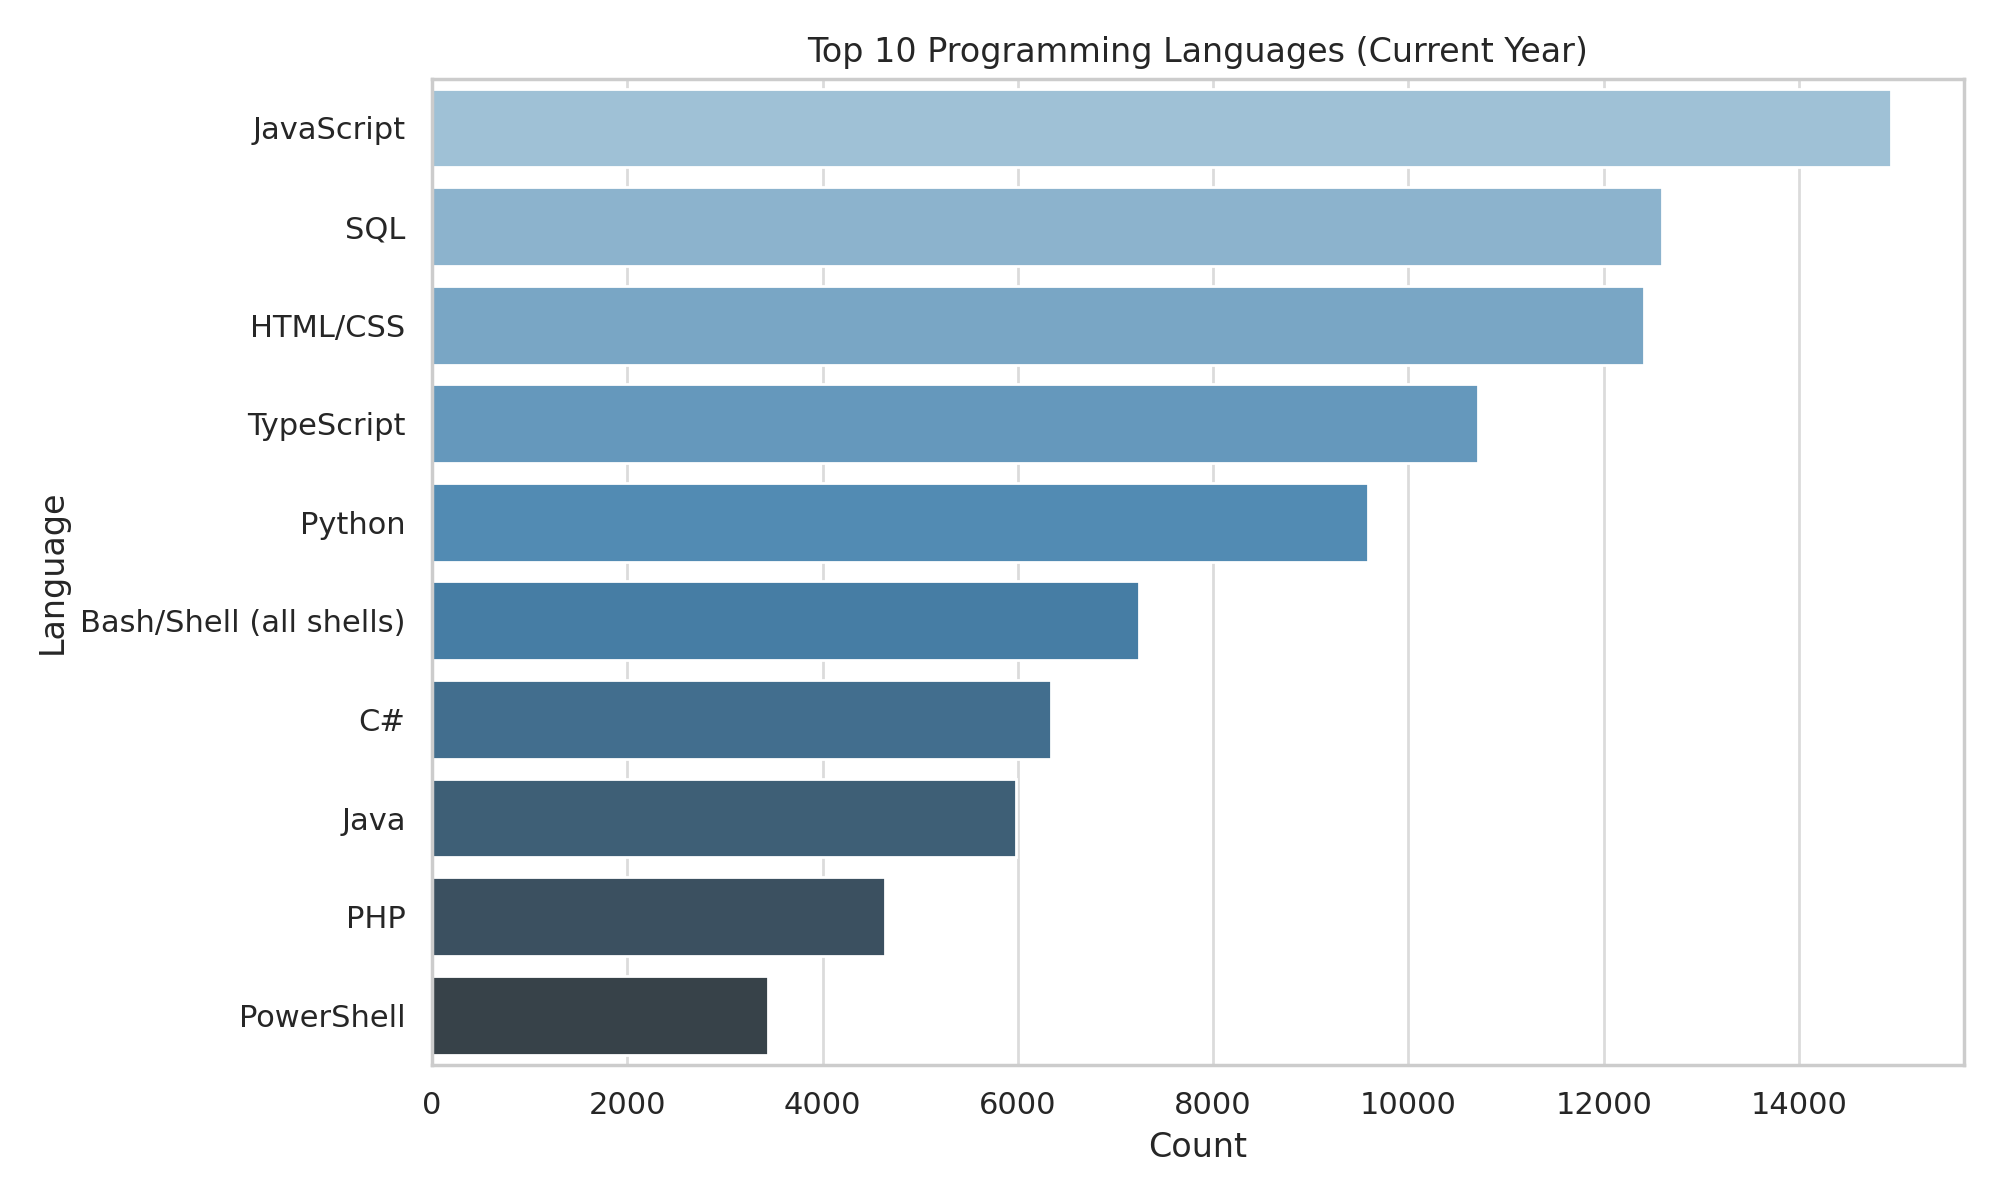 Top 10 Programming Languages (Current Year)
JavaScript
SQL
HTML/CSS
TypeScript
Python
Bash/Shell (all shells)
C#
Java
PHP
PowerShell
Language
0 2000 4000 6000 8000 10000 12000 14000
Count